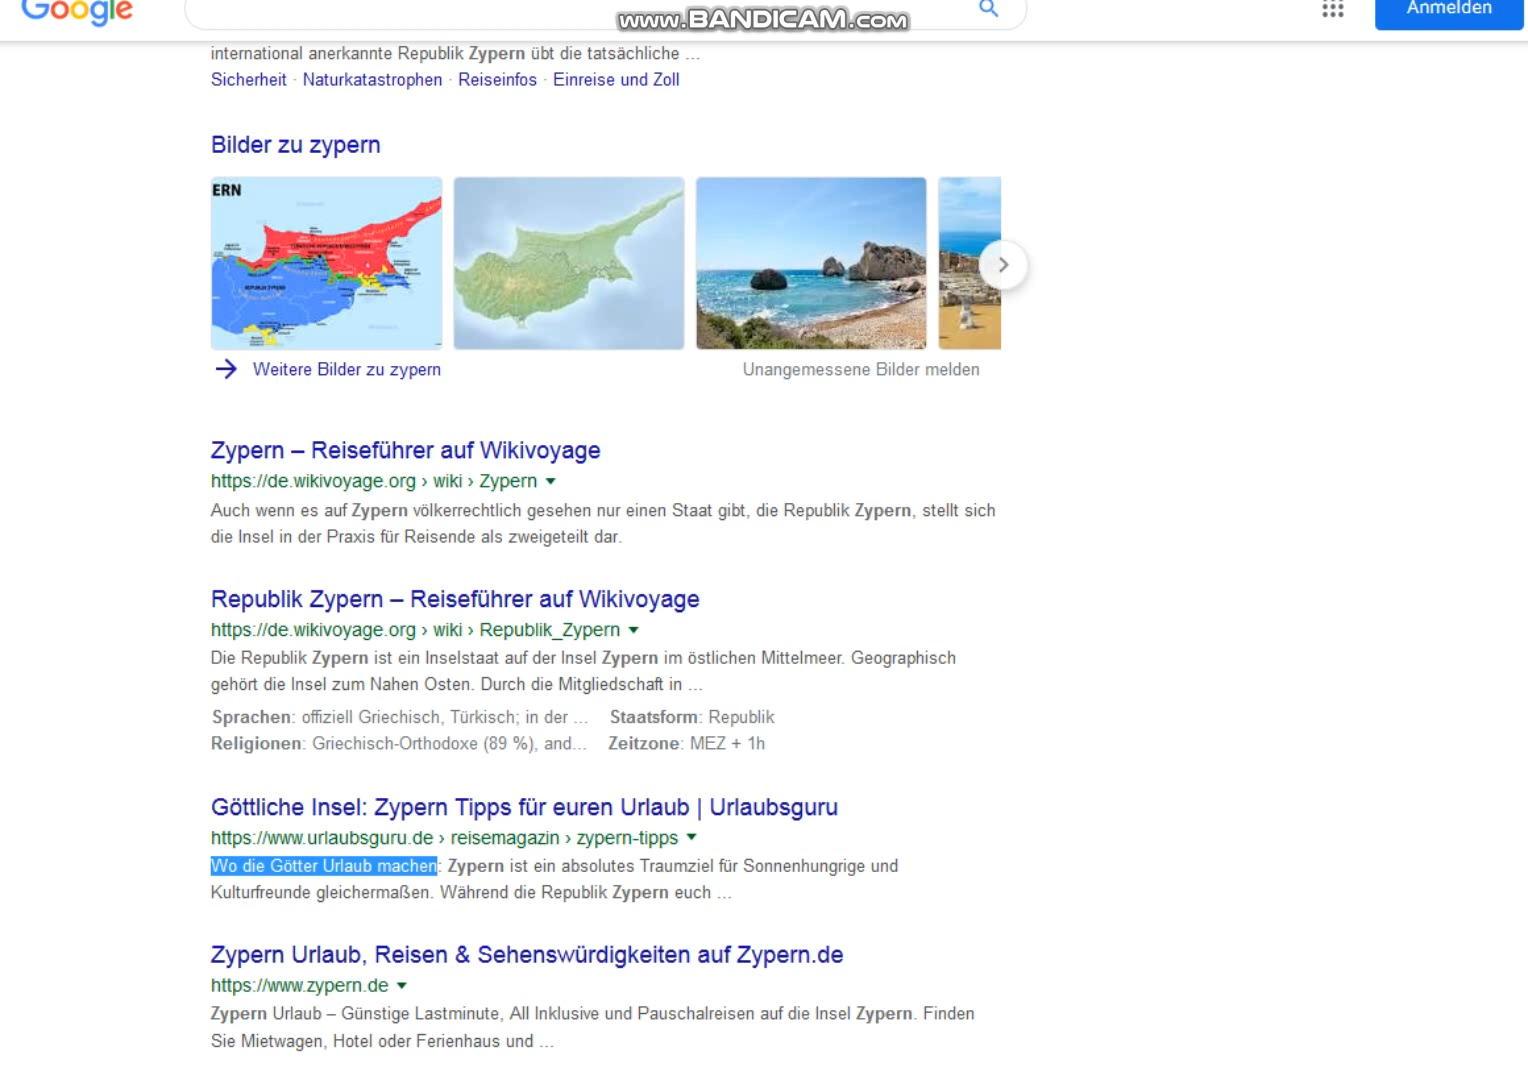 Google
www.BANDICAM.com
Anmelden
international anerkannte Republik Zypern übt die tatsächliche ...
Sicherheit · Naturkatastrophen · Reiseinfos · Einreise und Zoll
Bilder zu zypern
ERN
REPUBLIK ZYPERN
Weitere Bilder zu zypern
Unangemessene Bilder melden
Zypern – Reiseführer auf Wikivoyage
https://de.wikivoyage.org › wiki › Zypern
Auch wenn es auf Zypern völkerrechtlich gesehen nur einen Staat gibt, die Republik Zypern, stellt sich
die Insel in der Praxis für Reisende als zweigeteilt dar.
Republik Zypern – Reiseführer auf Wikivoyage
https://de.wikivoyage.org › wiki › Republik_Zypern
Die Republik Zypern ist ein Inselstaat auf der Insel Zypern im östlichen Mittelmeer. Geographisch
gehört die Insel zum Nahen Osten. Durch die Mitgliedschaft in ...
Sprachen: offiziell Griechisch, Türkisch; in der ... Staatsform: Republik
Religionen: Griechisch-Orthodoxe (89 %), and... Zeitzone: MEZ + 1h
Göttliche Insel: Zypern Tipps für euren Urlaub | Urlaubsguru
https://www.urlaubsguru.de › reisemagazin › zypern-tipps
Wo die Götter Urlaub machen: Zypern ist ein absolutes Traumziel für Sonnenhungrige und
Kulturfreunde gleichermaßen. Während die Republik Zypern euch ...
Zypern Urlaub, Reisen & Sehenswürdigkeiten auf Zypern.de
https://www.zypern.de
Zypern Urlaub – Günstige Lastminute, All Inklusive und Pauschalreisen auf die Insel Zypern. Finden
Sie Mietwagen, Hotel oder Ferienhaus und ...